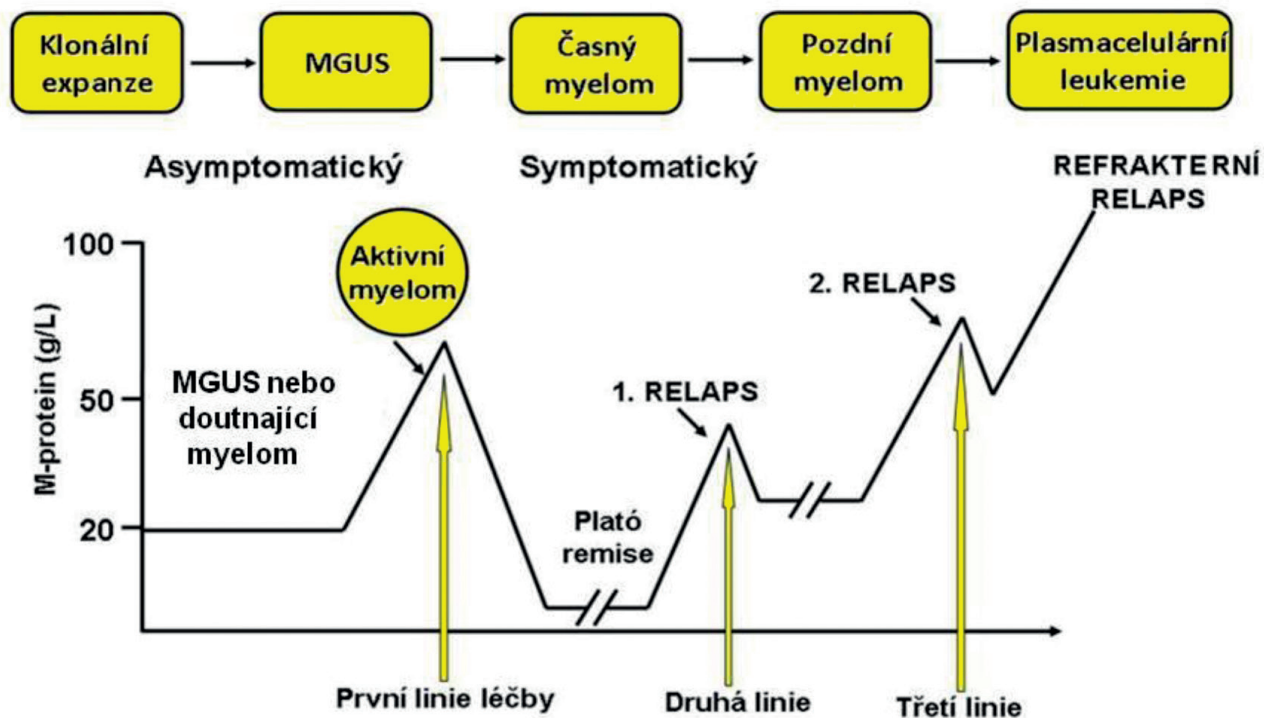 Klonální
expanze
MGUS
Časný
myelom
Pozdní
myelom
Plasmacelulární
leukemie
Asymptomatický
Symptomatický
REFRAKTERNÍ
RELAPS
100
50
20
M-protein (g/L)
Aktivní
myelom
MGUS nebo
doutnající
myelom
Plató
remise
1. RELAPS
2. RELAPS
První linie léčby
Druhá linie
Třetí linie